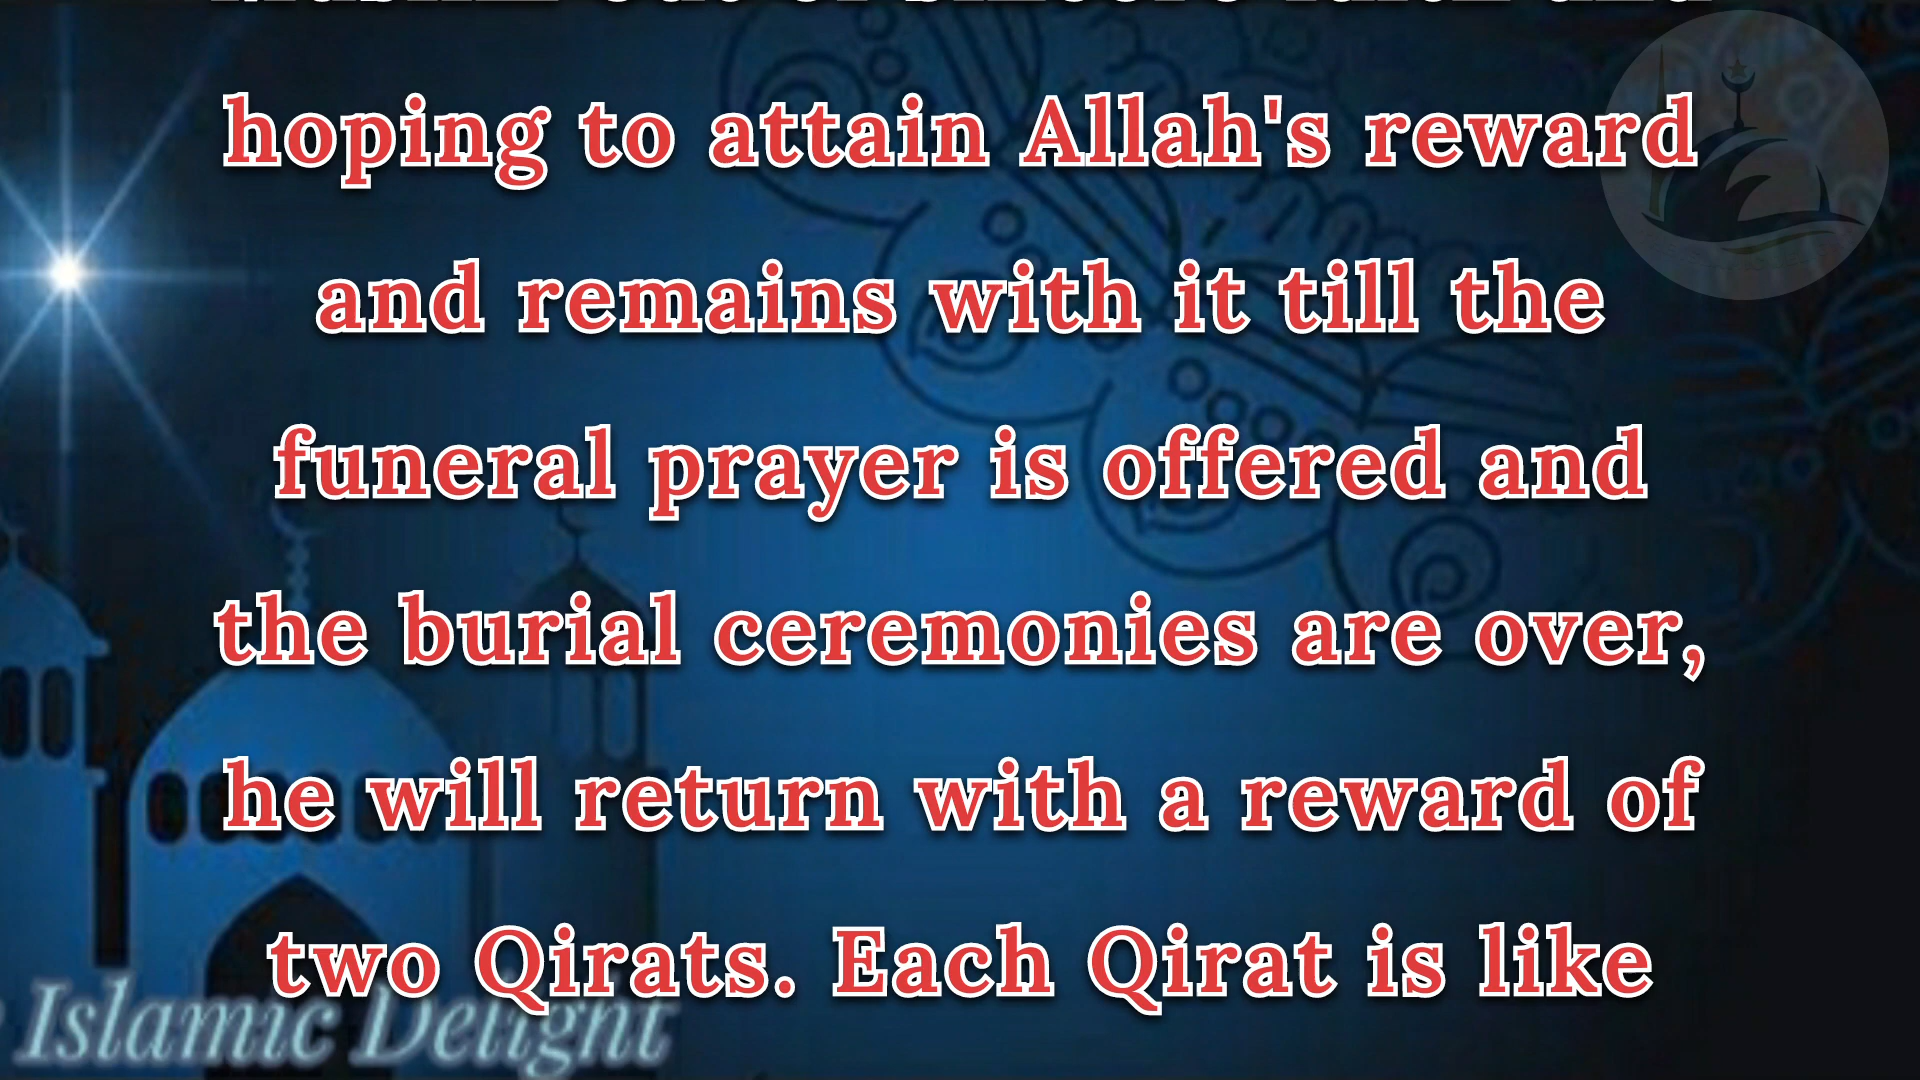 hoping to attain Allah's reward
and remains with it till the
funeral prayer is offered and
the burial ceremonies are over,
he will return with a reward of
two Qirats. Each Qirat is like
Islamic Delight